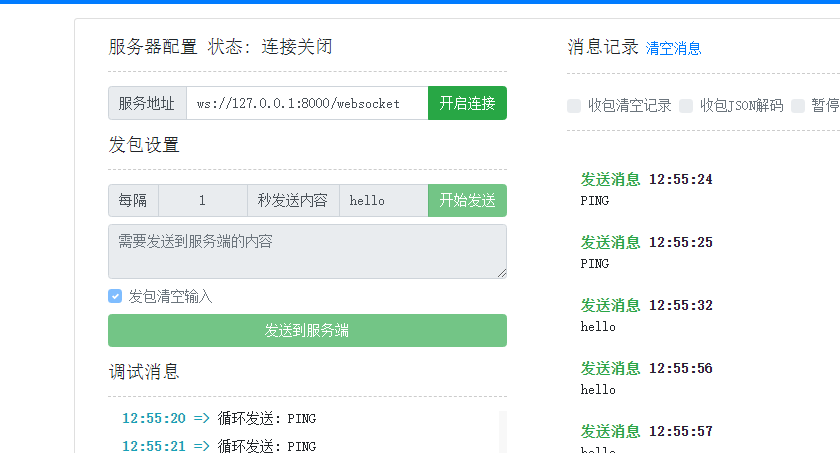 服务器配置 状态: 连接关闭
服务地址 ws://127.0.0.1:8000/websocket 开启连接
发包设置
每隔 1 秒发送内容 hello 开始发送
需要发送到服务端的内容
发包清空输入
发送到服务端
调试消息
12:55:20 => 循环发送: PING
12:55:21 => 循环发送: PING
消息记录 清空消息
收包清空记录 收包JSON解码 暂停
发送消息 12:55:24
PING
发送消息 12:55:25
PING
发送消息 12:55:32
hello
发送消息 12:55:56
hello
发送消息 12:55:57
hello